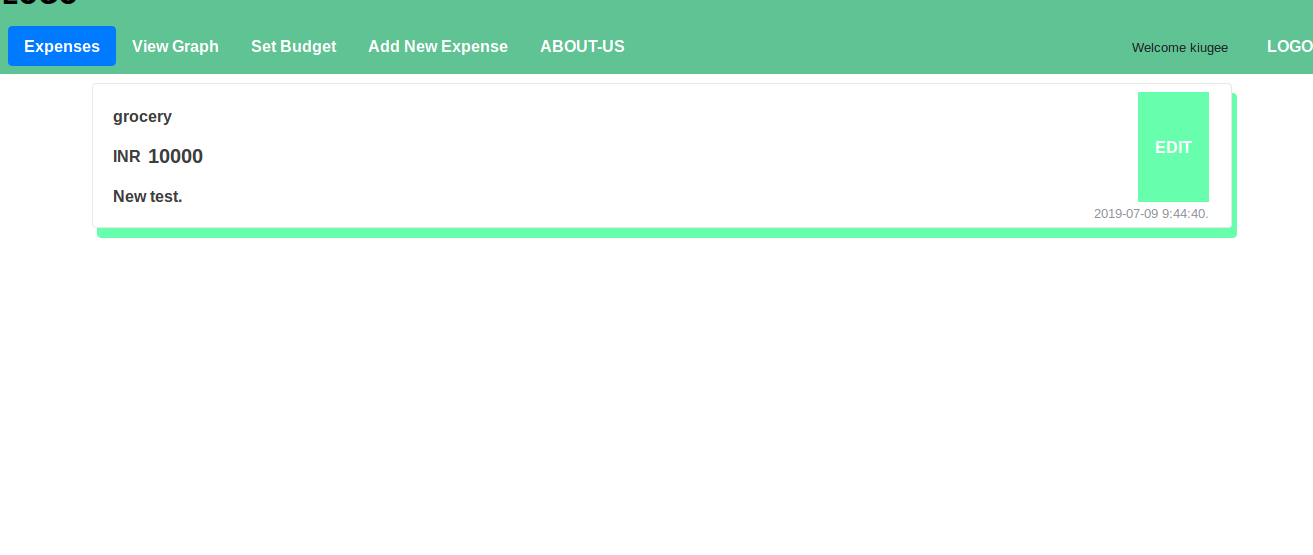 Expenses View Graph Set Budget Add New Expense ABOUT-US Welcome kiugee LOGO
grocery
INR 10000
EDIT
New test.
2019-07-09 9:44:40.